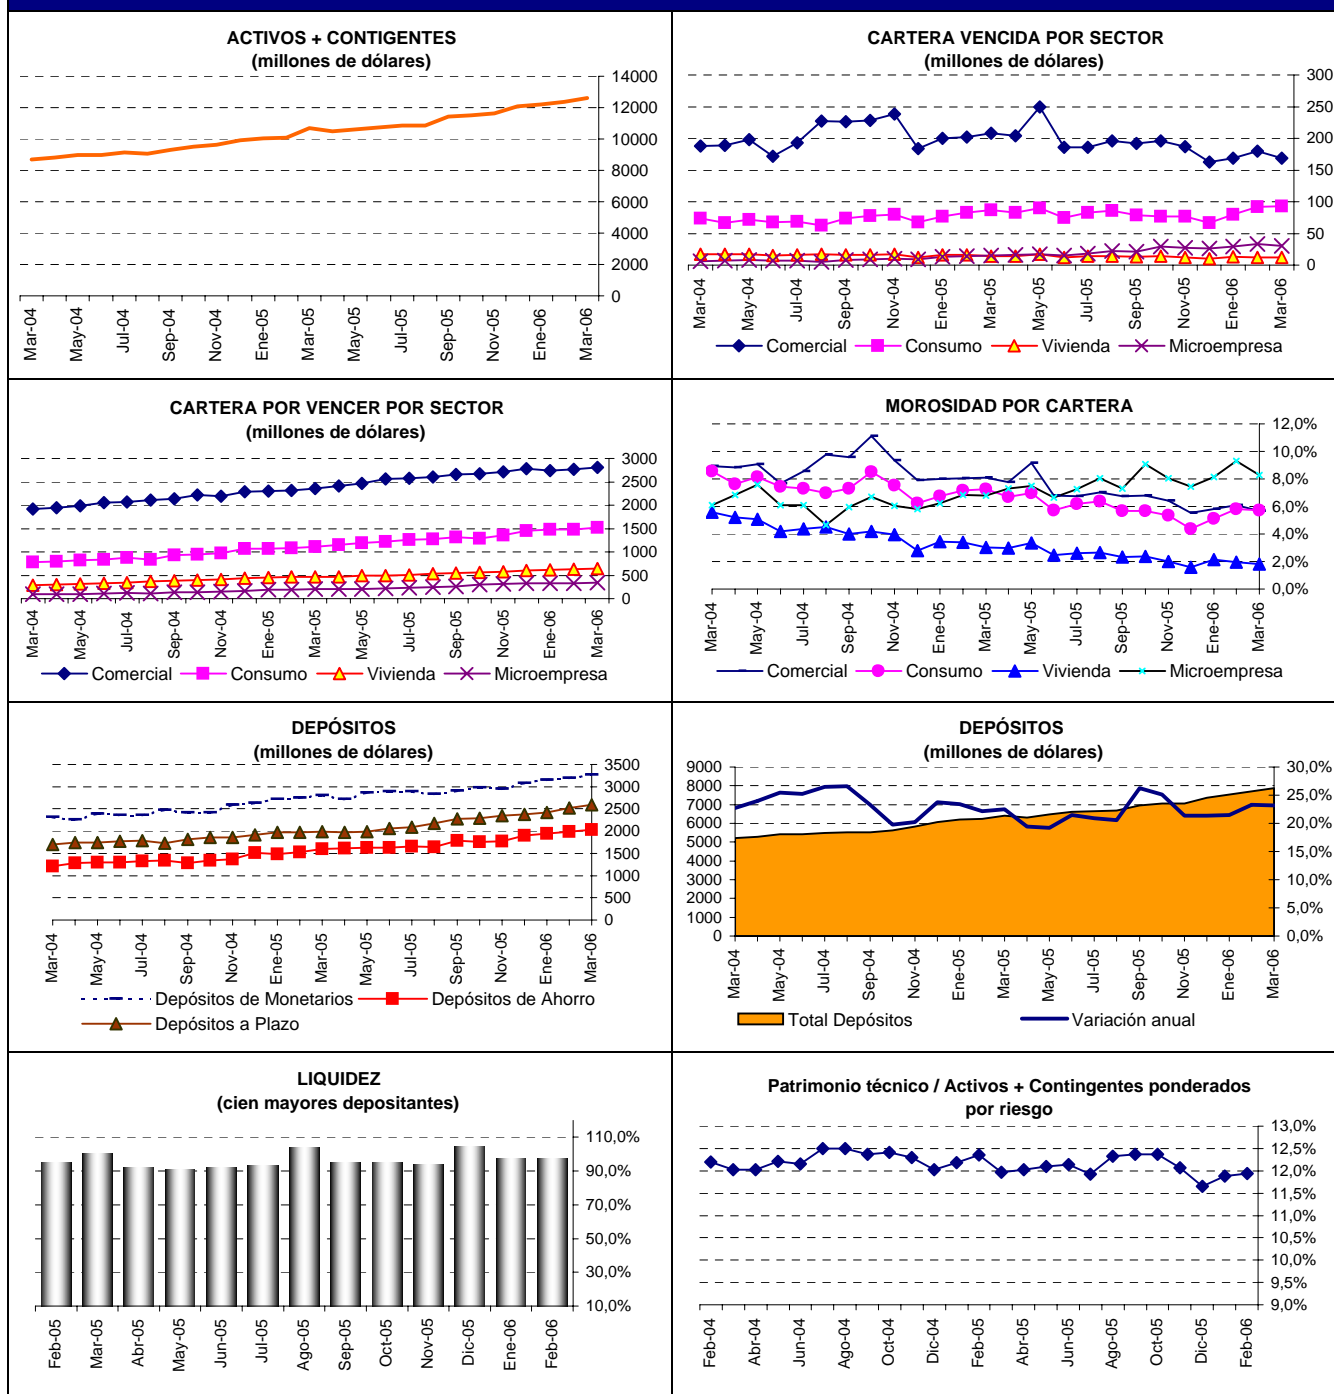 ACTIVOS + CONTIGENTES
(millones de dólares)
14000
12000
10000
8000
6000
4000
2000
0
Mar-04 May-04 Jul-04 Sep-04 Nov-04 Ene-05 Mar-05 May-05 Jul-05 Sep-05 Nov-05 Ene-06 Mar-06
CARTERA VENCIDA POR SECTOR
(millones de dólares)
300
250
200
150
100
50
0
Mar-04 May-04 Jul-04 Sep-04 Nov-04 Ene-05 Mar-05 May-05 Jul-05 Sep-05 Nov-05 Ene-06 Mar-06
Comercial Consumo Vivienda Microempresa
CARTERA POR VENCER POR SECTOR
(millones de dólares)
3000
2500
2000
1500
1000
500
0
Mar-04 May-04 Jul-04 Sep-04 Nov-04 Ene-05 Mar-05 May-05 Jul-05 Sep-05 Nov-05 Ene-06 Mar-06
Comercial Consumo Vivienda Microempresa
MOROSIDAD POR CARTERA
12,0%
10,0%
8,0%
6,0%
4,0%
2,0%
0,0%
Mar-04 May-04 Jul-04 Sep-04 Nov-04 Ene-05 Mar-05 May-05 Jul-05 Sep-05 Nov-05 Ene-06 Mar-06
Comercial Consumo Vivienda Microempresa
DEPÓSITOS
(millones de dólares)
3500
3000
2500
2000
1500
1000
500
0
Mar-04 May-04 Jul-04 Sep-04 Nov-04 Ene-05 Mar-05 May-05 Jul-05 Sep-05 Nov-05 Ene-06 Mar-06
Depósitos de Monetarios Depósitos de Ahorro
Depósitos a Plazo
DEPÓSITOS
(millones de dólares)
9000 30,0%
8000 25,0%
7000
6000 20,0%
5000 15,0%
4000
3000 10,0%
2000
1000 5,0%
0 0,0%
Mar-04 May-04 Jul-04 Sep-04 Nov-04 Ene-05 Mar-05 May-05 Jul-05 Sep-05 Nov-05 Ene-06 Mar-06
Total Depósitos Variación anual
LIQUIDEZ
(cien mayores depositantes)
110,0%
90,0%
70,0%
50,0%
30,0%
10,0%
Feb-05 Mar-05 Abr-05 May-05 Jun-05 Jul-05 Ago-05 Sep-05 Oct-05 Nov-05 Dic-05 Ene-06 Feb-06
Patrimonio técnico / Activos + Contingentes ponderados
por riesgo
13,0%
12,5%
12,0%
11,5%
11,0%
10,5%
10,0%
9,5%
9,0%
Feb-04 Abr-04 Jun-04 Ago-04 Oct-04 Dic-04 Feb-05 Abr-05 Jun-05 Ago-05 Oct-05 Dic-05 Feb-06